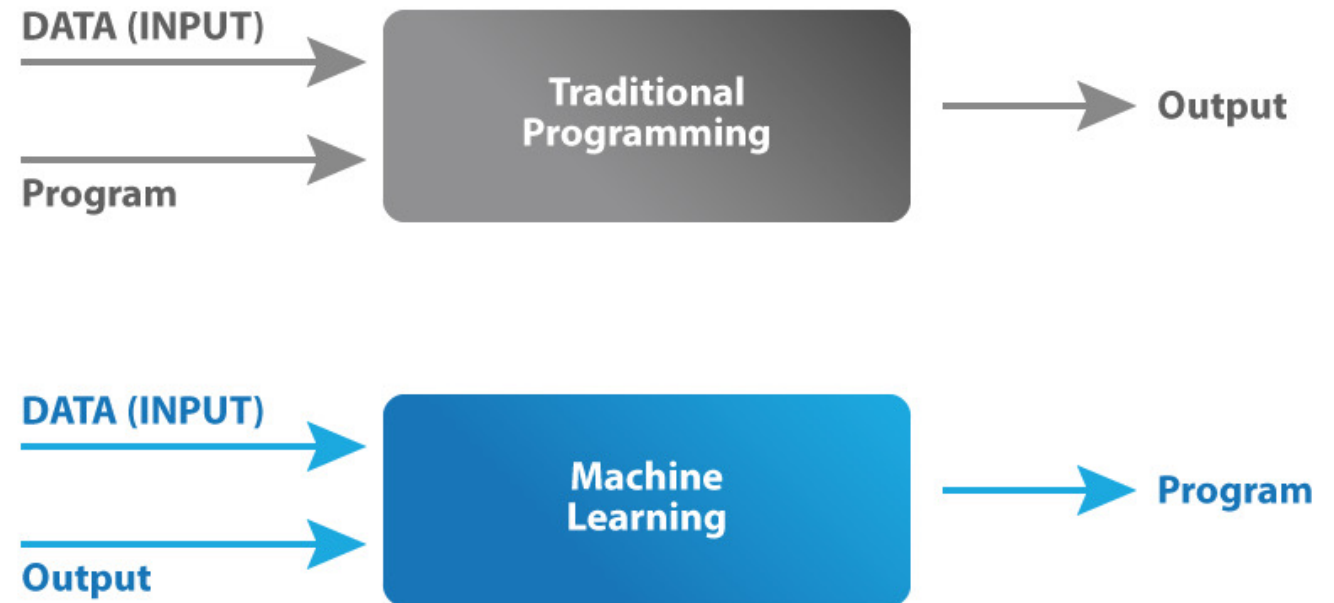 DATA (INPUT)
Program
Traditional
Programming
Output
DATA (INPUT)
Output
Machine
Learning
Program